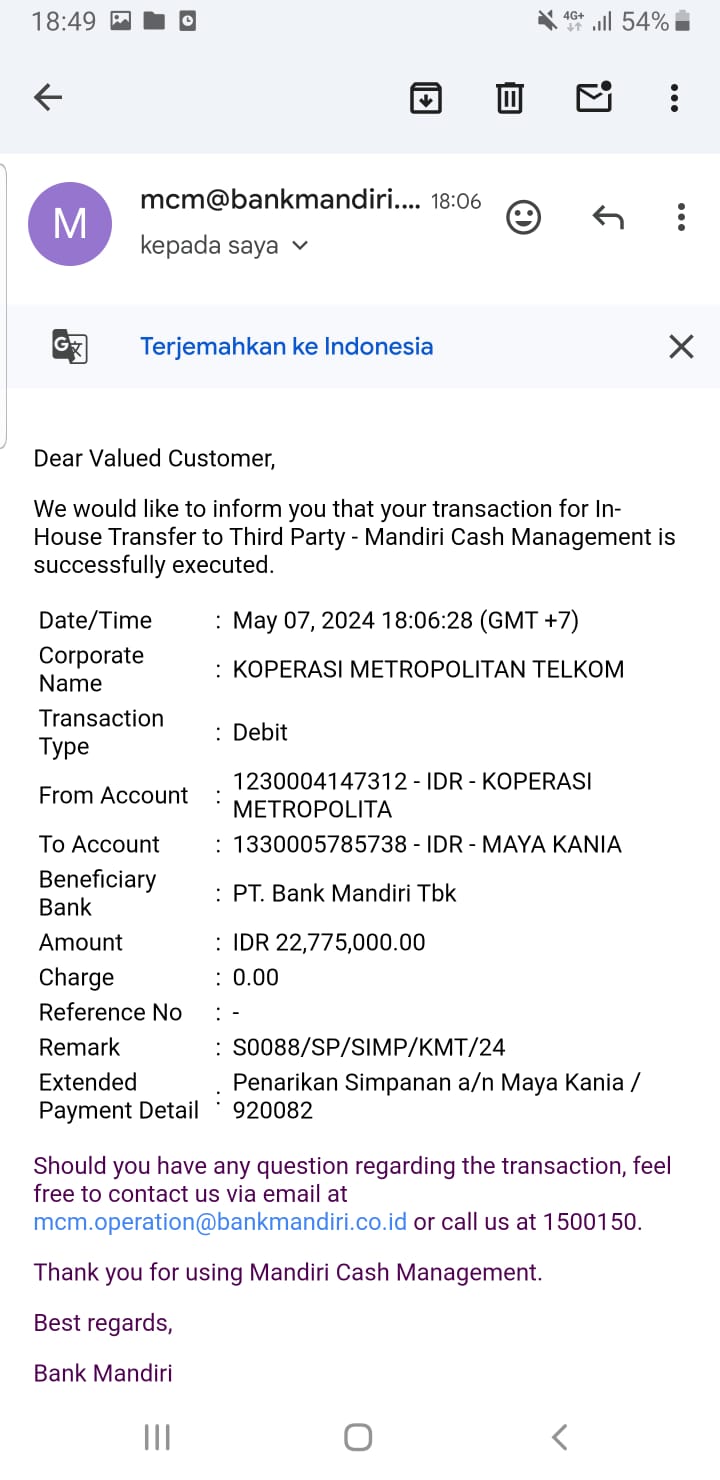 18:49
4G+
54%
M
mcm@bankmandiri.... 18:06
kepada saya
G
Terjemahkan ke Indonesia
Dear Valued Customer,
We would like to inform you that your transaction for In-
House Transfer to Third Party - Mandiri Cash Management is
successfully executed.
Date/Time : May 07, 2024 18:06:28 (GMT +7)
Corporate
Name : KOPERASI METROPOLITAN TELKOM
Transaction
Type : Debit
From Account : 1230004147312 - IDR - KOPERASI
METROPOLITA
To Account : 1330005785738 - IDR - MAYA KANIA
Beneficiary
Bank : PT. Bank Mandiri Tbk
Amount : IDR 22,775,000.00
Charge : 0.00
Reference No : -
Remark : S0088/SP/SIMP/KMT/24
Extended Payment Detail : Penarikan Simpanan a/n Maya Kania /
920082
Should you have any question regarding the transaction, feel
free to contact us via email at
mcm.operation@bankmandiri.co.id or call us at 1500150.
Thank you for using Mandiri Cash Management.
Best regards,
Bank Mandiri